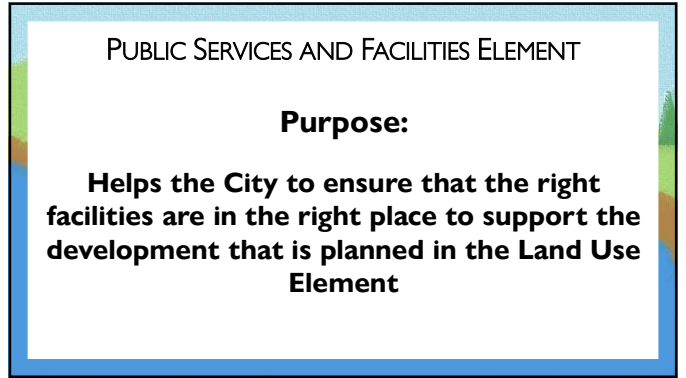 PUBLIC SERVICES AND FACILITIES ELEMENT
Purpose:
Helps the City to ensure that the right
facilities are in the right place to support the
development that is planned in the Land Use
Element